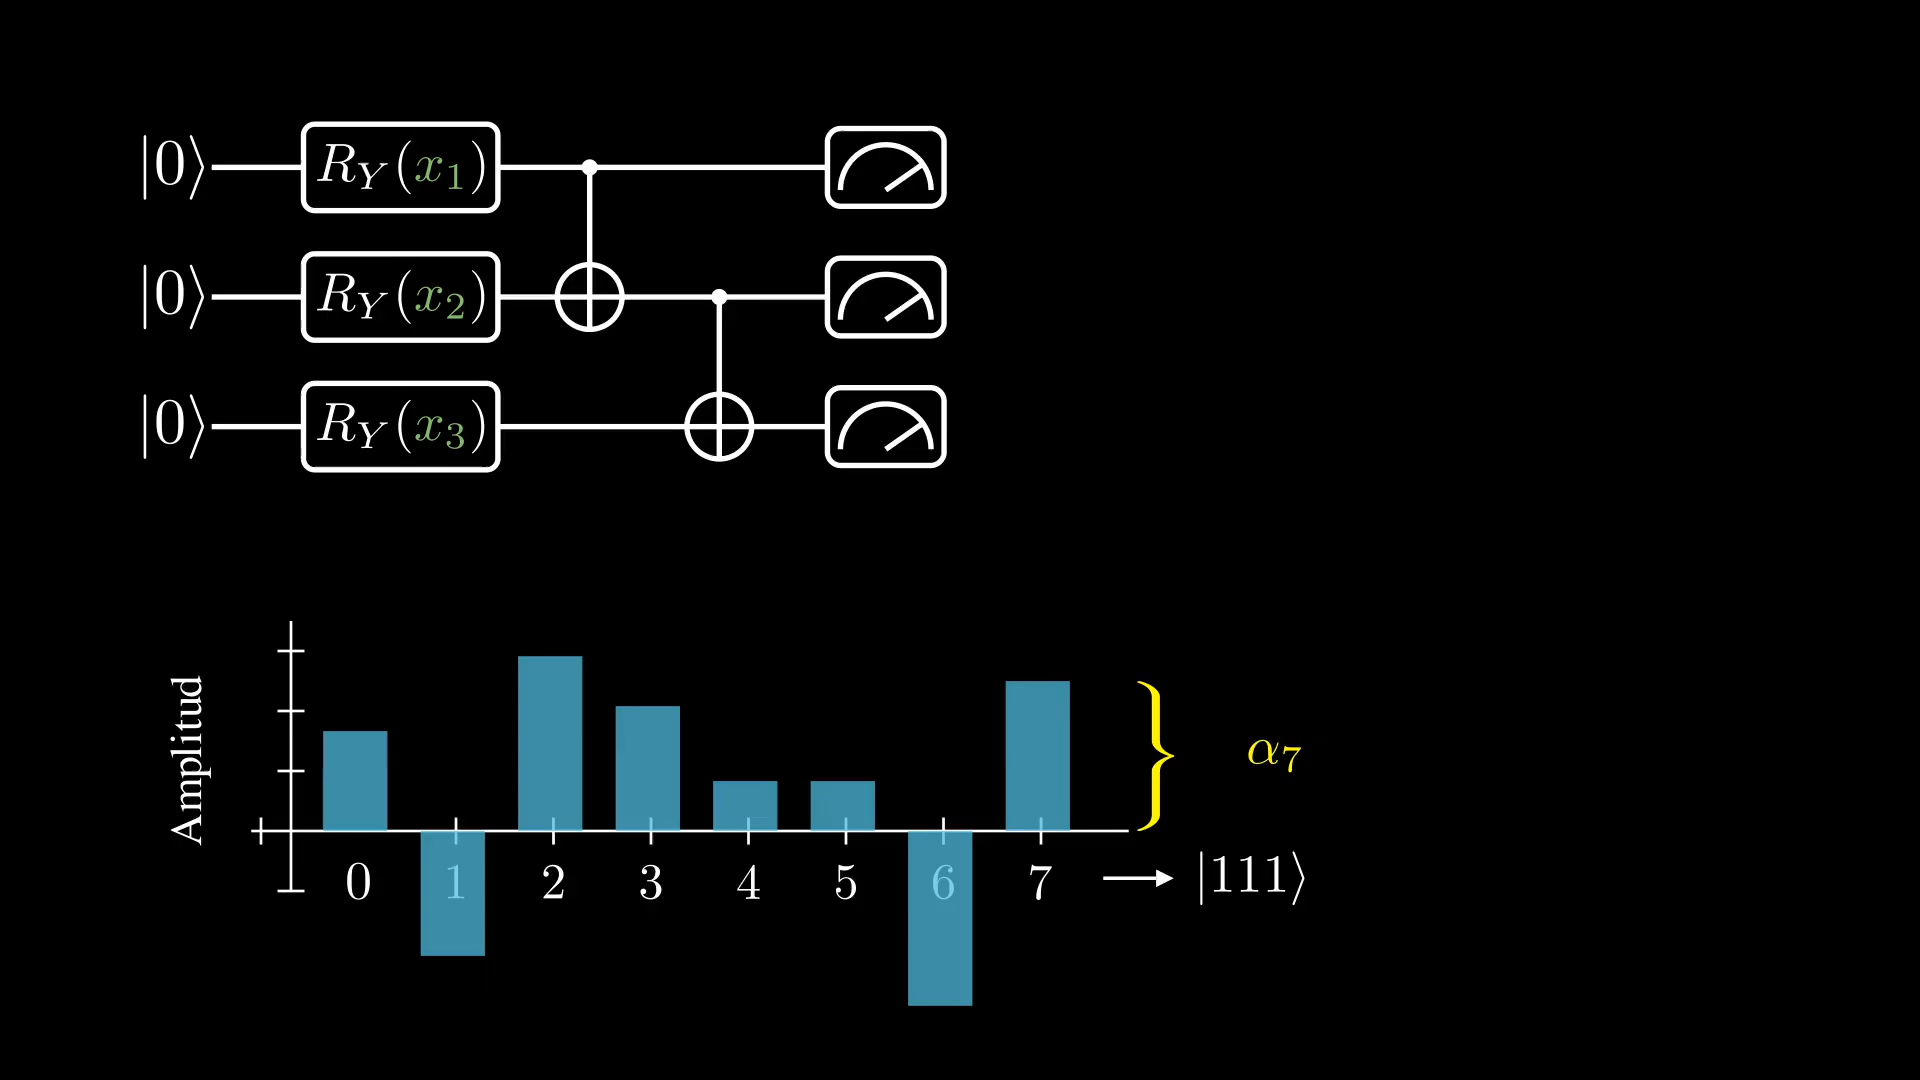 |0⟩ R_Y(x_1)
|0⟩ R_Y(x_2)
|0⟩ R_Y(x_3)
Amplitud
α_7
0 1 2 3 4 5 6 7 → |111⟩